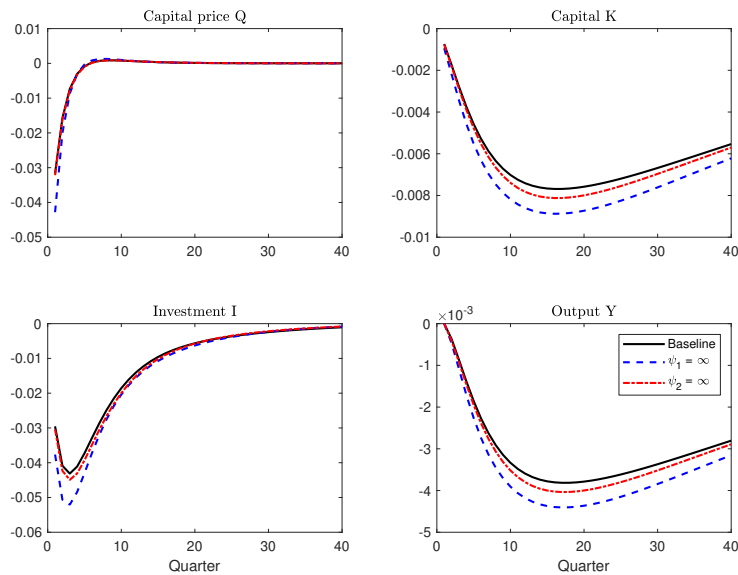 Capital price Q
0.01
0
-0.01
-0.02
-0.03
-0.04
-0.05
0 10 20 30 40
Capital K
0
-0.002
-0.004
-0.006
-0.008
-0.01
0 10 20 30 40
Investment I
0
-0.01
-0.02
-0.03
-0.04
-0.05
-0.06
0 10 20 30 40
Quarter
Output Y
×10⁻³
0
-1
-2
-3
-4
-5
0 10 20 30 40
Quarter
Baseline
ψ₁ = ∞
ψ₂ = ∞